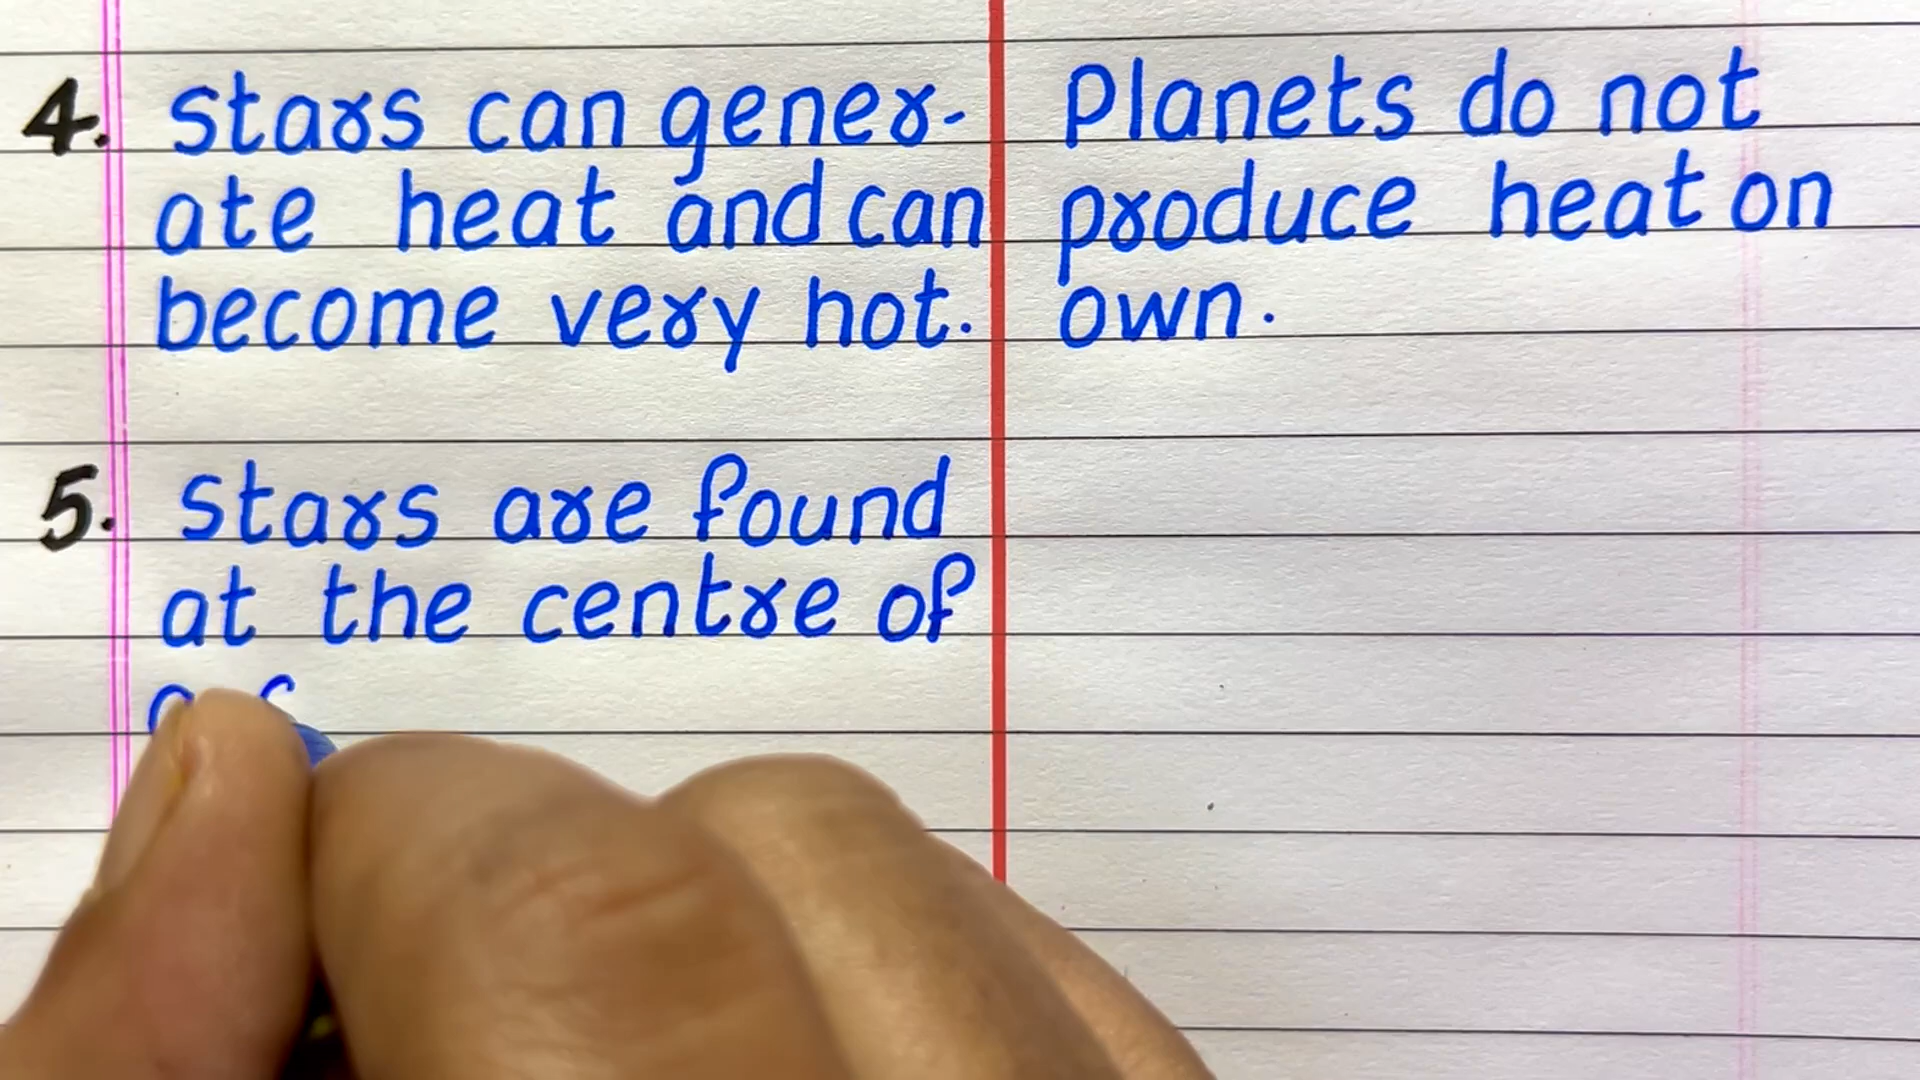 4. Stars can gener-
ate heat and can
become very hot.
Planets do not
produce heat on
own.
5. Stars are found
at the centre of